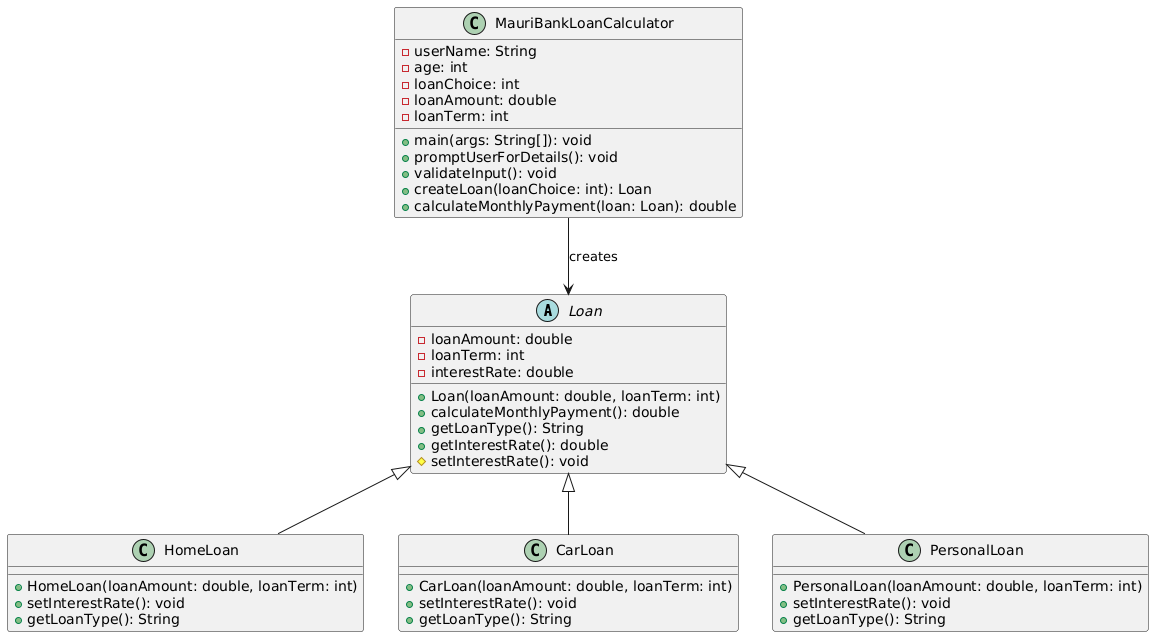 C MauriBankLoanCalculator
userName: String
age: int
loanChoice: int
loanAmount: double
loanTerm: int
main(args: String[]): void
promptUserForDetails(): void
validateInput(): void
createLoan(loanChoice: int): Loan
calculateMonthlyPayment(loan: Loan): double
creates
A Loan
loanAmount: double
loanTerm: int
interestRate: double
Loan(loanAmount: double, loanTerm: int)
calculateMonthlyPayment(): double
getLoanType(): String
getInterestRate(): double
setInterestRate(): void
C HomeLoan
HomeLoan(loanAmount: double, loanTerm: int)
setInterestRate(): void
getLoanType(): String
C CarLoan
CarLoan(loanAmount: double, loanTerm: int)
setInterestRate(): void
getLoanType(): String
C PersonalLoan
PersonalLoan(loanAmount: double, loanTerm: int)
setInterestRate(): void
getLoanType(): String